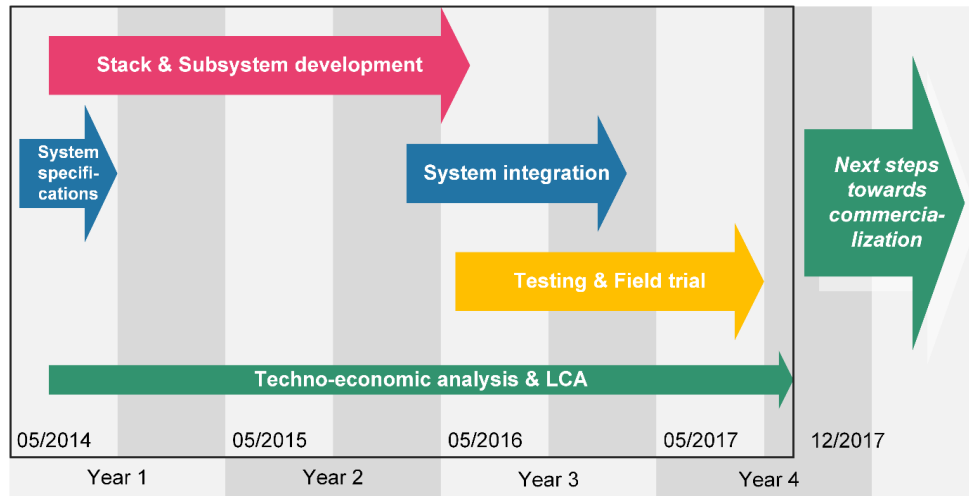 Stack & Subsystem development
System
specifi-
cations
System integration
Next steps
towards
commercia-
lization
Testing & Field trial
Techno-economic analysis & LCA
05/2014
05/2015
05/2016
05/2017
12/2017
Year 1
Year 2
Year 3
Year 4